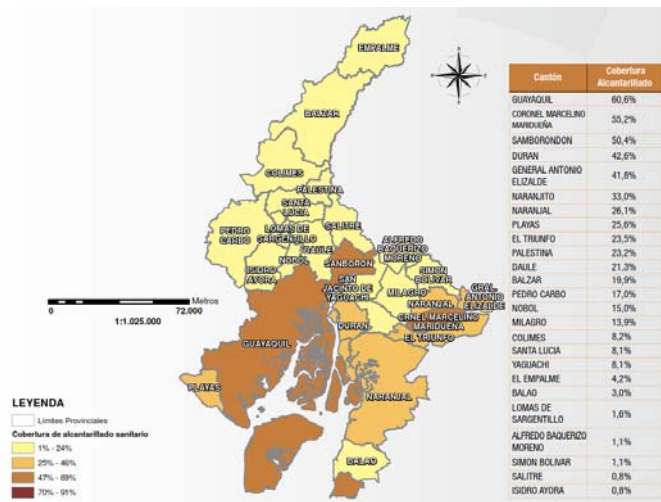 EMPALME
BALZAR
COLIMES
PALESTINA
SANTA
LUCIA
PEDRO
CARBO
LOMAS DE
SARGENTILLO
SALITRE
DAULE
NOBOL
ISIDRO
AYORA
ALFREDO
BAQUERIZO
MORENO
SANBORON
SIMON
BOLIVAR
SAN
JACINTO DE
YAGUACHI
MILAGRO
GRAL.
ANTONIO
ELIZALDE
NARANJAL
CRNEL MARCELINO
MARIDUEÑA
DURAN
EL TRIUNFO
GUAYAQUIL
PLAYAS
NARANJAL
BALAO
Metros
0 72.000
1:1.025.000
LEYENDA
Límites Provinciales
Cobertura de alcantarillado sanitario
1% - 24%
25% - 46%
47% - 69%
70% - 91%
Cantón Cobertura
Alcantarillado
GUAYAQUIL 60,6%
CORONEL MARCELINO
MARIDUEÑA 55,2%
SAMBORONDON 50,4%
DURAN 42,6%
GENERAL ANTONIO
ELIZALDE 41,8%
NARANJITO 33,0%
NARANJAL 26,1%
PLAYAS 25,6%
EL TRIUNFO 23,5%
PALESTINA 23,2%
DAULE 21,3%
BALZAR 19,9%
PEDRO CARBO 17,0%
NOBOL 15,0%
MILAGRO 13,9%
COLIMES 8,2%
SANTA LUCIA 8,1%
YAGUACHI 6,1%
EL EMPALME 4,2%
BALAO 3,0%
LOMAS DE
SARGENTILLO 1,6%
ALFREDO BAQUERIZO
MORENO 1,1%
SIMON BOLIVAR 1,1%
SALITRE 0,8%
ISIDRO AYORA 0,8%